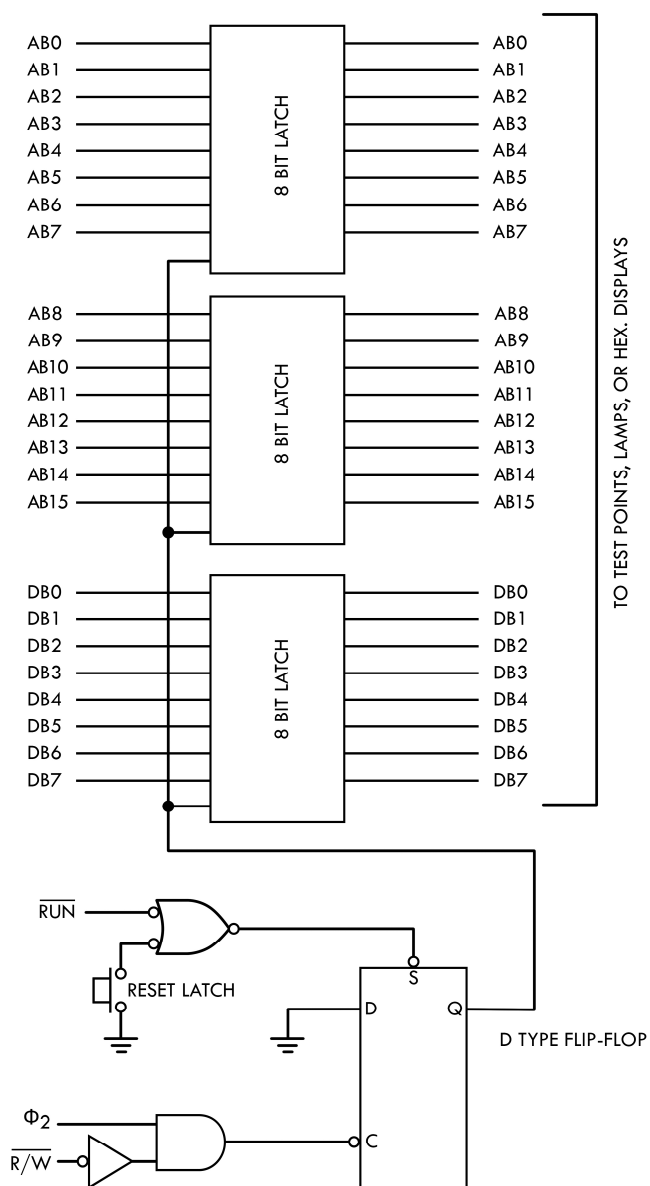 AB0 AB0
AB1 AB1
AB2 AB2
AB3 AB3
AB4 AB4
AB5 AB5
AB6 AB6
AB7 AB7
8 BIT LATCH
AB8 AB8
AB9 AB9
AB10 AB10
AB11 AB11
AB12 AB12
AB13 AB13
AB14 AB14
AB15 AB15
8 BIT LATCH
DB0 DB0
DB1 DB1
DB2 DB2
DB3 DB3
DB4 DB4
DB5 DB5
DB6 DB6
DB7 DB7
8 BIT LATCH
TO TEST POINTS, LAMPS, OR HEX. DISPLAYS
R̅U̅N̅
RESET LATCH
S
D Q
D TYPE FLIP-FLOP
Φ2
C
R̅/̅W̅